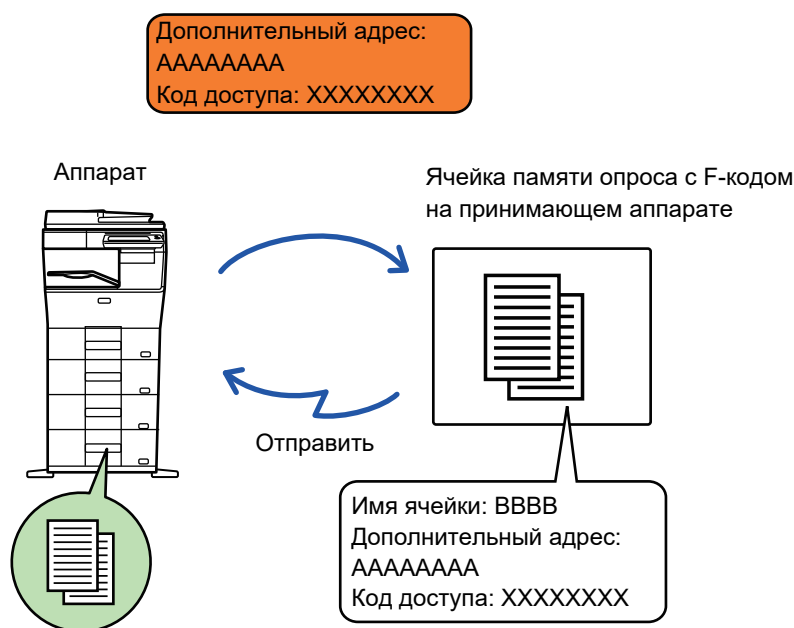 Дополнительный адрес:
AAAAAAAA
Код доступа: XXXXXXXX
Аппарат
Ячейка памяти опроса с F-кодом
на принимающем аппарате
Отправить
Имя ячейки: BBBB
Дополнительный адрес:
AAAAAAAA
Код доступа: XXXXXXXX